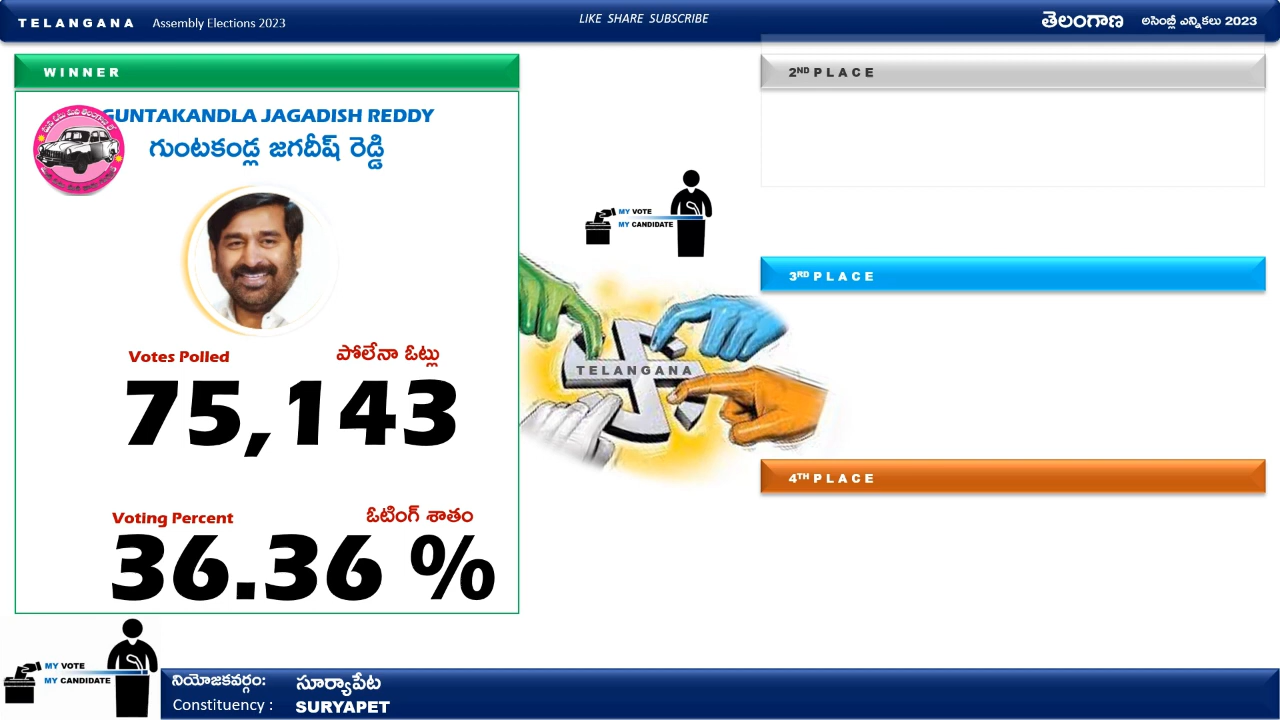 TELANGANA Assembly Elections 2023
LIKE SHARE SUBSCRIBE
తెలంగాణ అసెంబ్లీ ఎన్నికలు 2023
WINNER
GUNTAKANDLA JAGADISH REDDY
గుంటకండ్ల జగదీష్ రెడ్డి
Votes Polled పోలేనా ఓట్లు
75,143
Voting Percent ఓటింగ్ శాతం
36.36 %
MY VOTE
MY CANDIDATE
TELANGANA
2ND PLACE
3RD PLACE
4TH PLACE
MY VOTE
MY CANDIDATE
నియోజకవర్గం: సూర్యాపేట
Constituency : SURYAPET